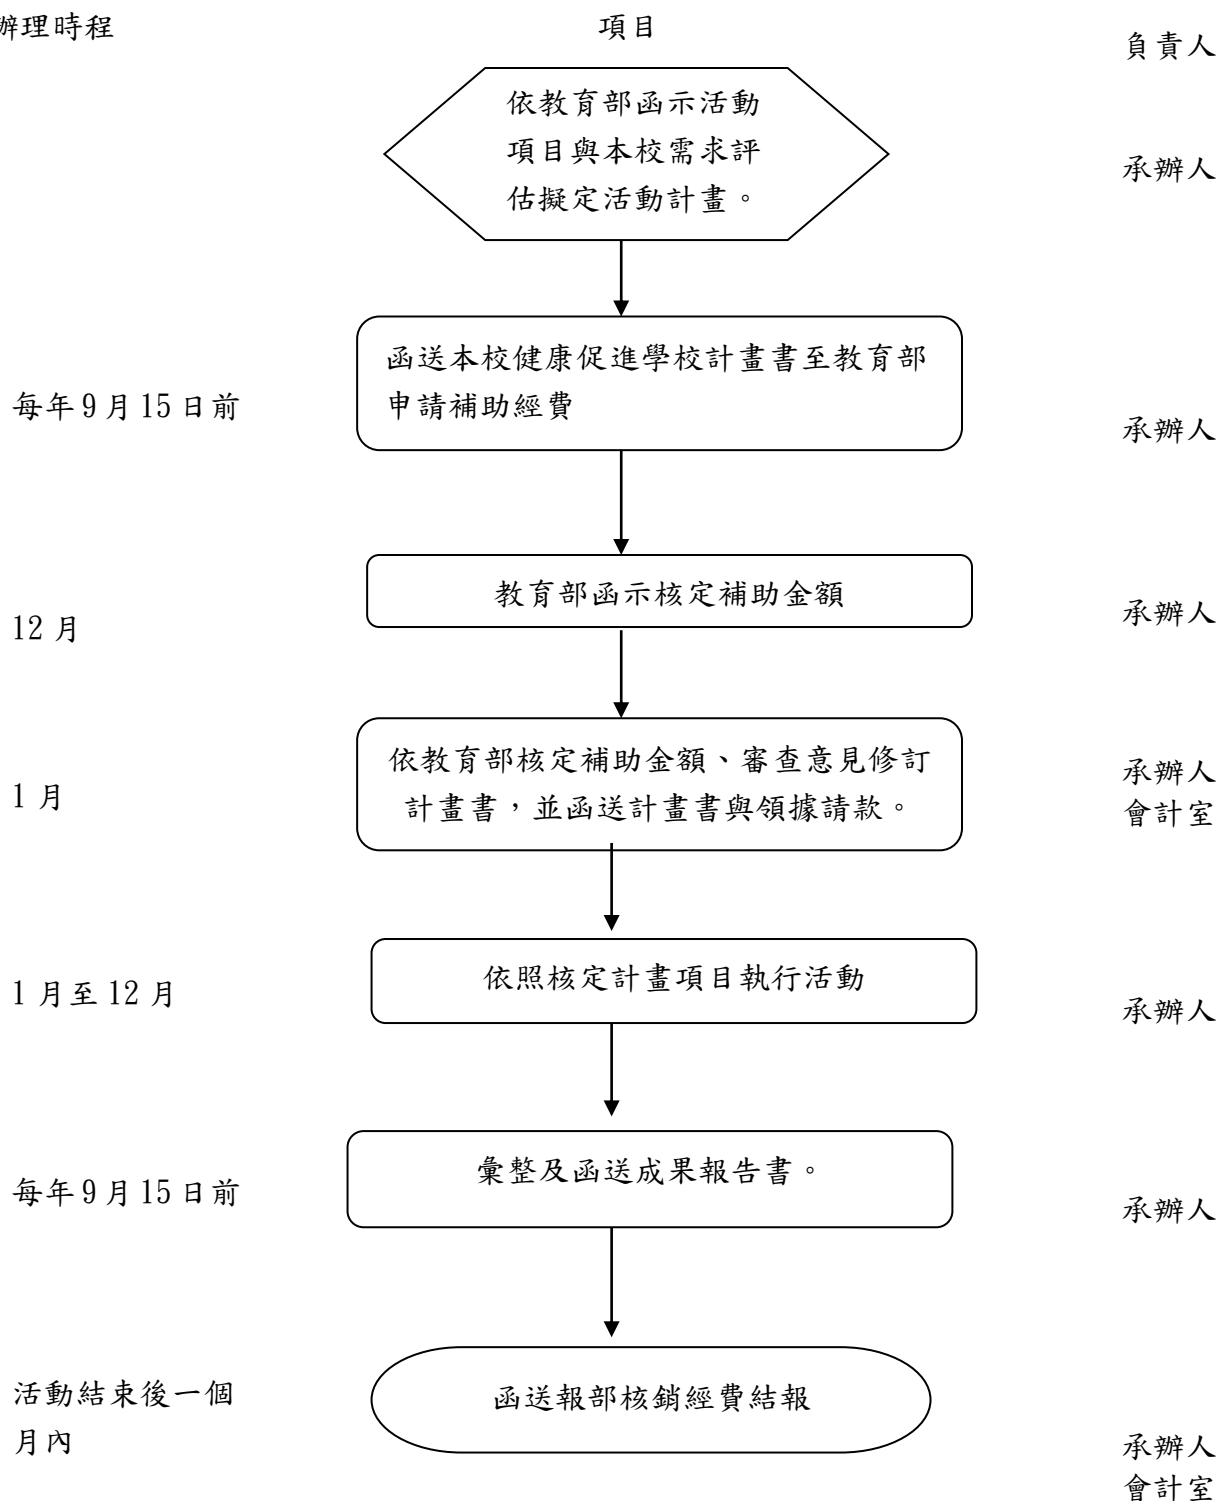 辦理時程
項目
負責人
依教育部函示活動
項目與本校需求評
估擬定活動計畫。
承辦人
每年9月15日前
函送本校健康促進學校計畫書至教育部
申請補助經費
承辦人
12月
教育部函示核定補助金額
承辦人
1月
依教育部核定補助金額、審查意見修訂
計畫書，並函送計畫書與領據請款。
承辦人
會計室
1月至12月
依照核定計畫項目執行活動
承辦人
每年9月15日前
彙整及函送成果報告書。
承辦人
活動結束後一個
月內
函送報部核銷經費結報
承辦人
會計室